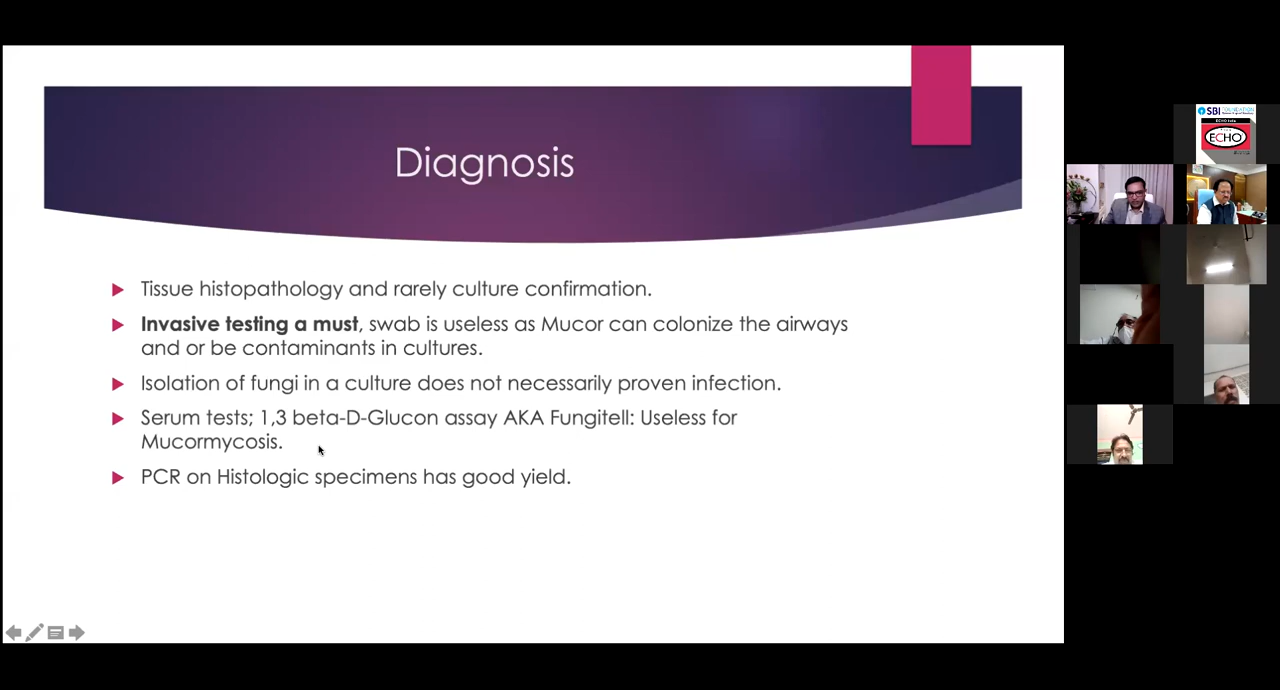 Diagnosis
Tissue histopathology and rarely culture confirmation.
Invasive testing a must, swab is useless as Mucor can colonize the airways
and or be contaminants in cultures.
Isolation of fungi in a culture does not necessarily proven infection.
Serum tests; 1,3 beta-D-Glucon assay AKA Fungitell: Useless for
Mucormycosis.
PCR on Histologic specimens has good yield.
SBI FOUNDATION
ECHO